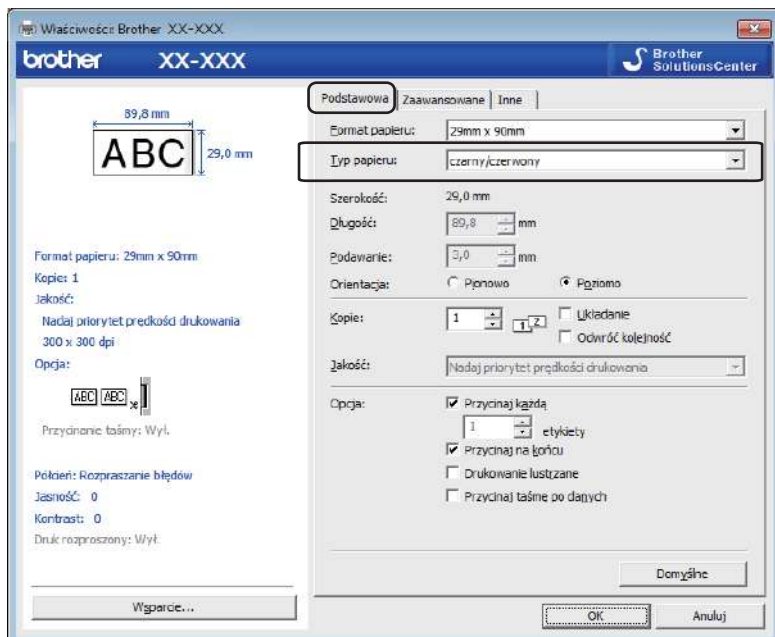 Właściwości: Brother XX-XXX
brother XX-XXX
Brother
SolutionsCenter
89,8 mm
ABC
29,0 mm
Format papieru: 29mm x 90mm
Kopie: 1
Jakość:
Nadaj priorytet prędkości drukowania
300 x 300 dpi
Opcja:
ABC ABC
Przycinanie taśmy: Wył.
Półcień: Rozpraszanie błędów
Jasność: 0
Kontrast: 0
Druk rozproszony: Wył.
Wsparcie...
Podstawowa Zaawansowane Inne
Format papieru: 29mm x 90mm
Typ papieru: czarny/czerwony
Szerokość: 29,0 mm
Długość: 89,8 mm
Podawanie: 3,0 mm
Orientacja: Pionowo Poziomo
Kopie: 1 1 2 Układanie
Odwróć kolejność
Jakość: Nadaj priorytet prędkości drukowania
Opcja: Przycinaj każdą
1 etykiety
Przycinaj na końcu
Drukowanie lustrzane
Przycinaj taśmę po danych
Domyślne
OK Anuluj